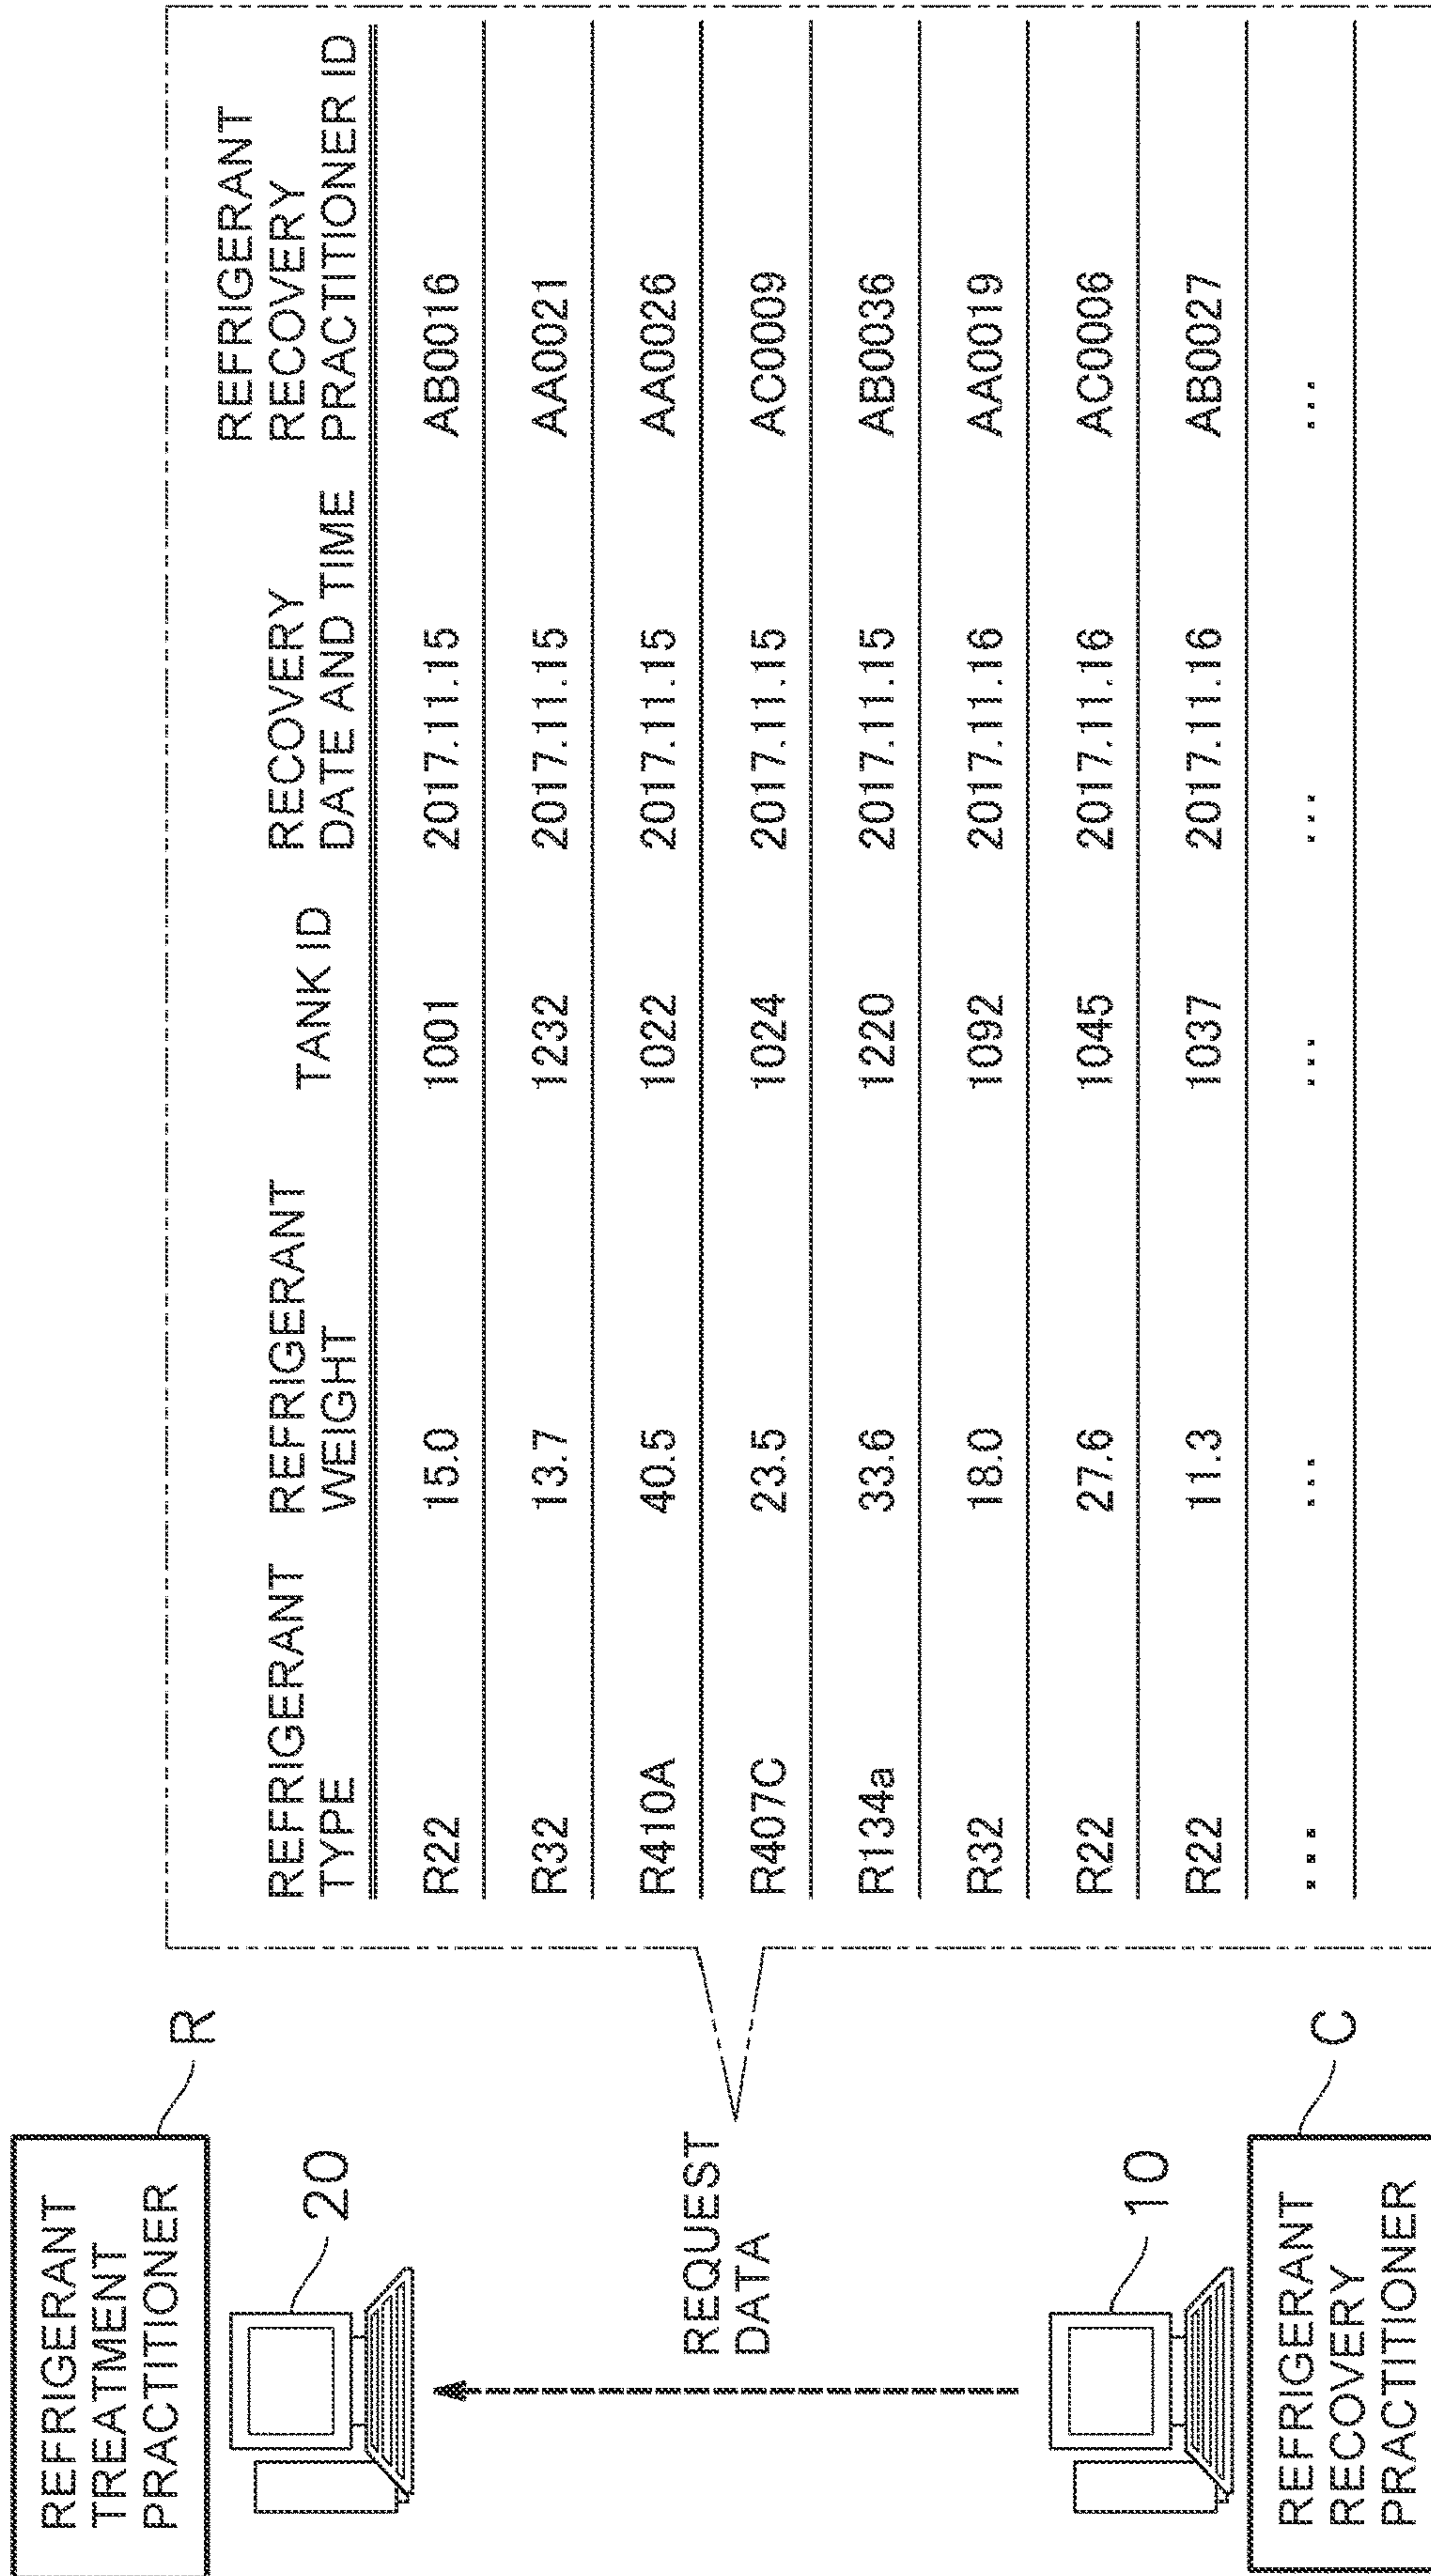 REFRIGERANT
TREATMENT
PRACTITIONER
R
20
REQUEST
DATA
10
REFRIGERANT
RECOVERY
PRACTITIONER
C
REFRIGERANT
TYPE
REFRIGERANT
WEIGHT
TANK ID
RECOVERY
DATE AND TIME
REFRIGERANT
RECOVERY
PRACTITIONER ID
R22 15.0 1001 2017.11.15 AB0016
R32 13.7 1232 2017.11.15 AA0021
R410A 40.5 1022 2017.11.15 AA0026
R407C 23.5 1024 2017.11.15 AC0009
R134a 33.6 1220 2017.11.15 AB0036
R32 18.0 1092 2017.11.16 AA0019
R22 27.6 1045 2017.11.16 AC0006
R22 11.3 1037 2017.11.16 AB0027
... ... ... ... ...